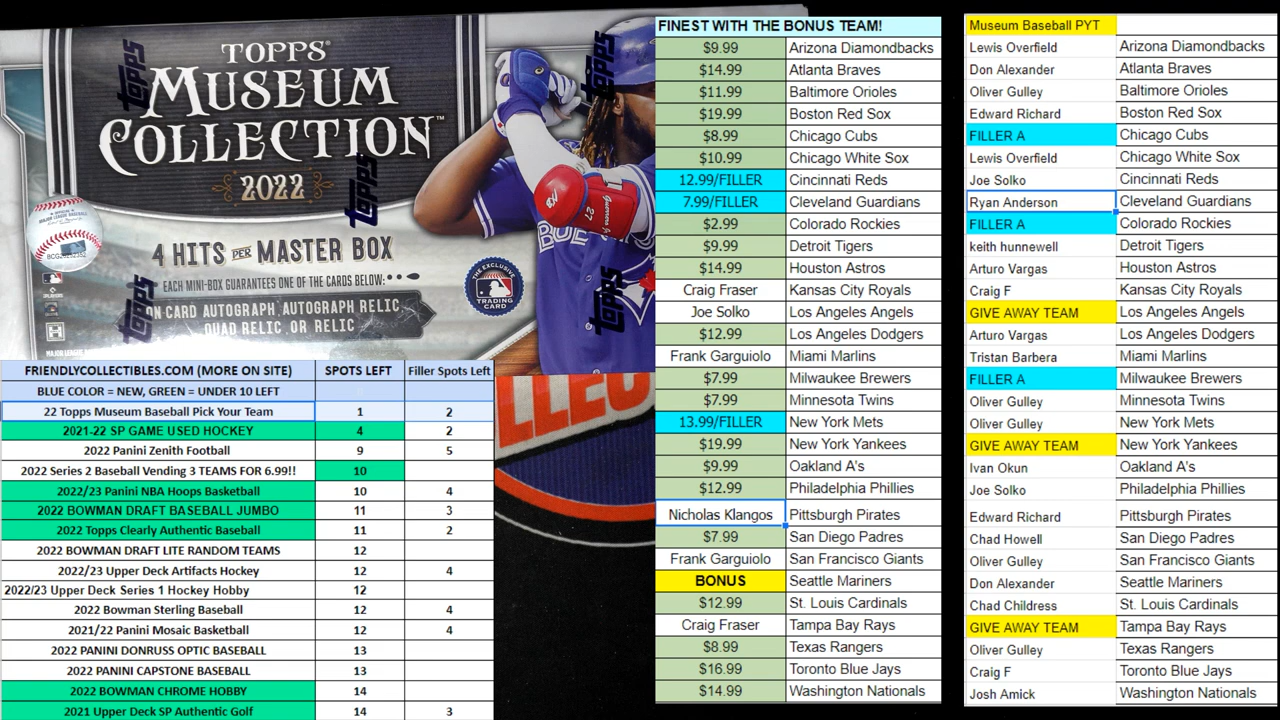 TOPPS®
MUSEUM
COLLECTION™
2022
4 HITS PER MASTER BOX
EACH MINI-BOX GUARANTEES ONE OF THE CARDS BELOW:
ON-CARD AUTOGRAPH, AUTOGRAPH RELIC
QUAD RELIC, OR RELIC
topps
topps
topps
topps
topps
THE EXCLUSIVE
TRADING CARD
27
LLEC
FRIENDLYCOLLECTIBLES.COM (MORE ON SITE) SPOTS LEFT Filler Spots Left
BLUE COLOR = NEW, GREEN = UNDER 10 LEFT
22 Topps Museum Baseball Pick Your Team 1 2
2021-22 SP GAME USED HOCKEY 4 2
2022 Panini Zenith Football 9 5
2022 Series 2 Baseball Vending 3 TEAMS FOR 6.99!! 10
2022/23 Panini NBA Hoops Basketball 10 4
2022 BOWMAN DRAFT BASEBALL JUMBO 11 3
2022 Topps Clearly Authentic Baseball 11 2
2022 BOWMAN DRAFT LITE RANDOM TEAMS 12
2022/23 Upper Deck Artifacts Hockey 12 4
2022/23 Upper Deck Series 1 Hockey Hobby 12
2022 Bowman Sterling Baseball 12 4
2021/22 Panini Mosaic Basketball 12 4
2022 PANINI DONRUSS OPTIC BASEBALL 13
2022 PANINI CAPSTONE BASEBALL 13
2022 BOWMAN CHROME HOBBY 14
2021 Upper Deck SP Authentic Golf 14 3
FINEST WITH THE BONUS TEAM!
$9.99 Arizona Diamondbacks
$14.99 Atlanta Braves
$11.99 Baltimore Orioles
$19.99 Boston Red Sox
$8.99 Chicago Cubs
$10.99 Chicago White Sox
12.99/FILLER Cincinnati Reds
7.99/FILLER Cleveland Guardians
$2.99 Colorado Rockies
$9.99 Detroit Tigers
$14.99 Houston Astros
Craig Fraser Kansas City Royals
Joe Solko Los Angeles Angels
$12.99 Los Angeles Dodgers
Frank Garguiolo Miami Marlins
$7.99 Milwaukee Brewers
$7.99 Minnesota Twins
13.99/FILLER New York Mets
$19.99 New York Yankees
$9.99 Oakland A's
$12.99 Philadelphia Phillies
Nicholas Klangos Pittsburgh Pirates
$7.99 San Diego Padres
Frank Garguiolo San Francisco Giants
BONUS Seattle Mariners
$12.99 St. Louis Cardinals
Craig Fraser Tampa Bay Rays
$8.99 Texas Rangers
$16.99 Toronto Blue Jays
$14.99 Washington Nationals
Museum Baseball PYT
Lewis Overfield Arizona Diamondbacks
Don Alexander Atlanta Braves
Oliver Gulley Baltimore Orioles
Edward Richard Boston Red Sox
FILLER A Chicago Cubs
Lewis Overfield Chicago White Sox
Joe Solko Cincinnati Reds
Ryan Anderson Cleveland Guardians
FILLER A Colorado Rockies
keith hunnewell Detroit Tigers
Arturo Vargas Houston Astros
Craig F Kansas City Royals
GIVE AWAY TEAM Los Angeles Angels
Arturo Vargas Los Angeles Dodgers
Tristan Barbera Miami Marlins
FILLER A Milwaukee Brewers
Oliver Gulley Minnesota Twins
Oliver Gulley New York Mets
GIVE AWAY TEAM New York Yankees
Ivan Okun Oakland A's
Joe Solko Philadelphia Phillies
Edward Richard Pittsburgh Pirates
Chad Howell San Diego Padres
Oliver Gulley San Francisco Giants
Don Alexander Seattle Mariners
Chad Childress St. Louis Cardinals
GIVE AWAY TEAM Tampa Bay Rays
Oliver Gulley Texas Rangers
Craig F Toronto Blue Jays
Josh Amick Washington Nationals